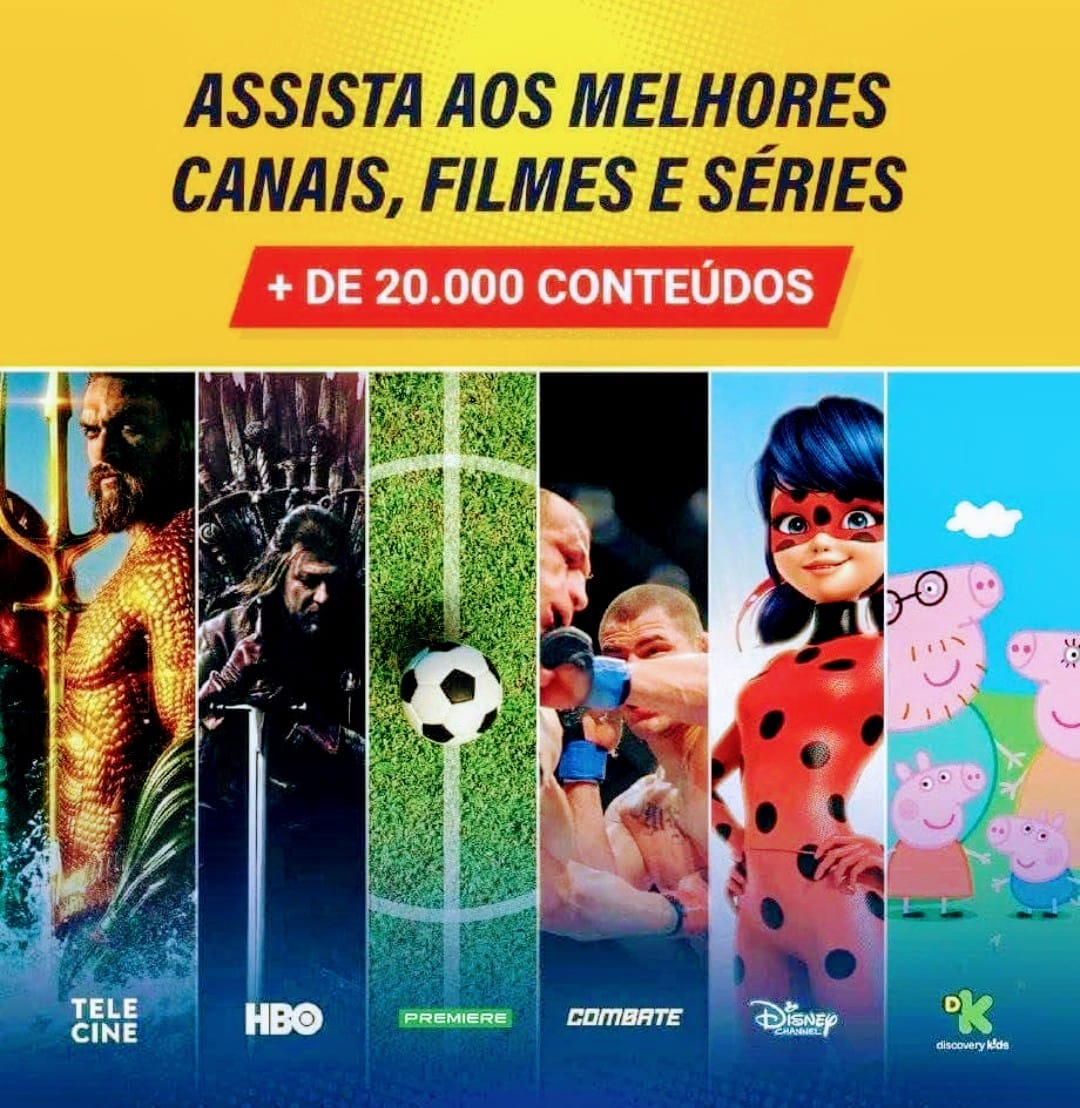 ASSISTA AOS MELHORES
CANAIS, FILMES E SÉRIES
+ DE 20.000 CONTEÚDOS
TELE
CINE
HBO
PREMIERE
COMBATE
DISNEY
CHANNEL
DK
discovery kids